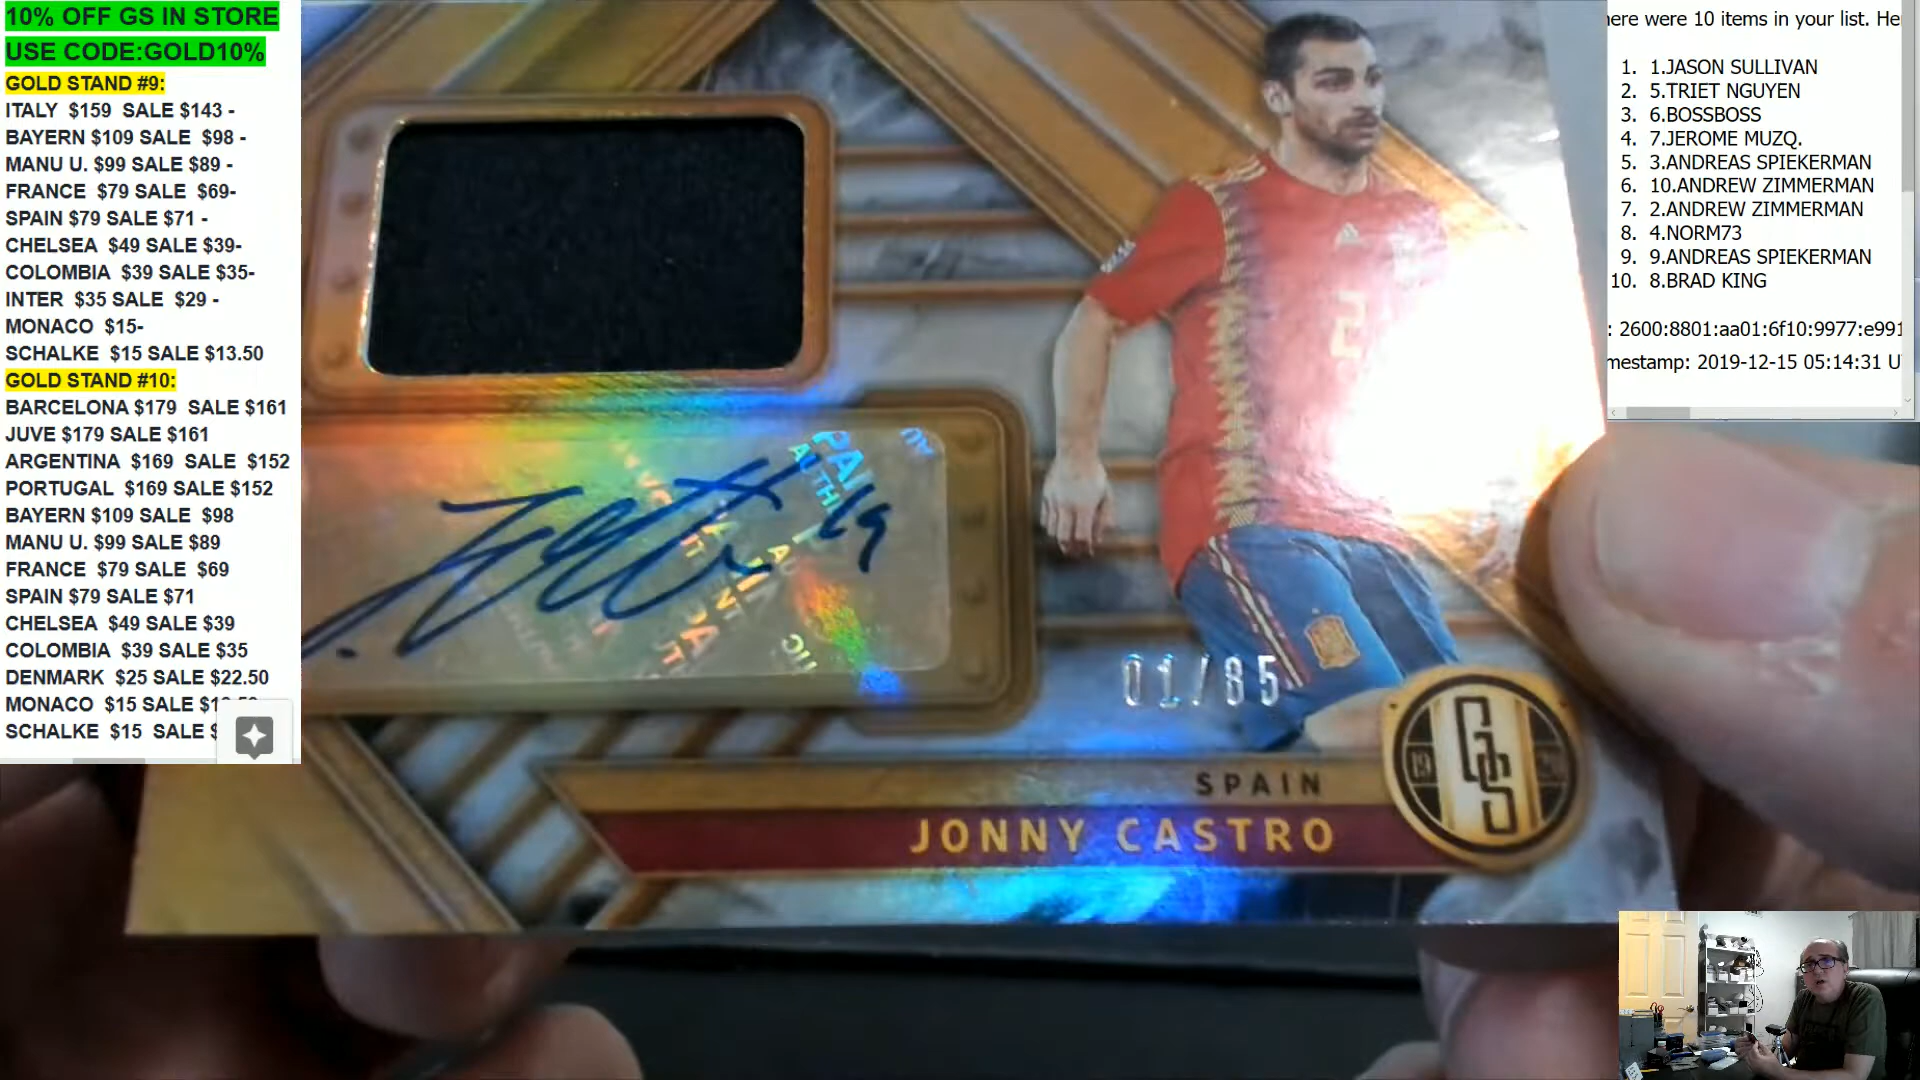 10% OFF GS IN STORE
USE CODE:GOLD10%
GOLD STAND #9:
ITALY $159 SALE $143 -
BAYERN $109 SALE $98 -
MANU U. $99 SALE $89 -
FRANCE $79 SALE $69-
SPAIN $79 SALE $71 -
CHELSEA $49 SALE $39-
COLOMBIA $39 SALE $35-
INTER $35 SALE $29 -
MONACO $15-
SCHALKE $15 SALE $13.50
GOLD STAND #10:
BARCELONA $179 SALE $161
JUVE $179 SALE $161
ARGENTINA $169 SALE $152
PORTUGAL $169 SALE $152
BAYERN $109 SALE $98
MANU U. $99 SALE $89
FRANCE $79 SALE $69
SPAIN $79 SALE $71
CHELSEA $49 SALE $39
COLOMBIA $39 SALE $35
DENMARK $25 SALE $22.50
MONACO $15 SALE
SCHALKE $15 SALE $
2
19
01/85
SPAIN
JONNY CASTRO
GS
ere were 10 items in your list. He
1. 1.JASON SULLIVAN
2. 5.TRIET NGUYEN
3. 6.BOSSBOSS
4. 7.JEROME MUZQ.
5. 3.ANDREAS SPIEKERMAN
6. 10.ANDREW ZIMMERMAN
7. 2.ANDREW ZIMMERMAN
8. 4.NORM73
9. 9.ANDREAS SPIEKERMAN
10. 8.BRAD KING
: 2600:8801:aa01:6f10:9977:e991
mestamp: 2019-12-15 05:14:31 U